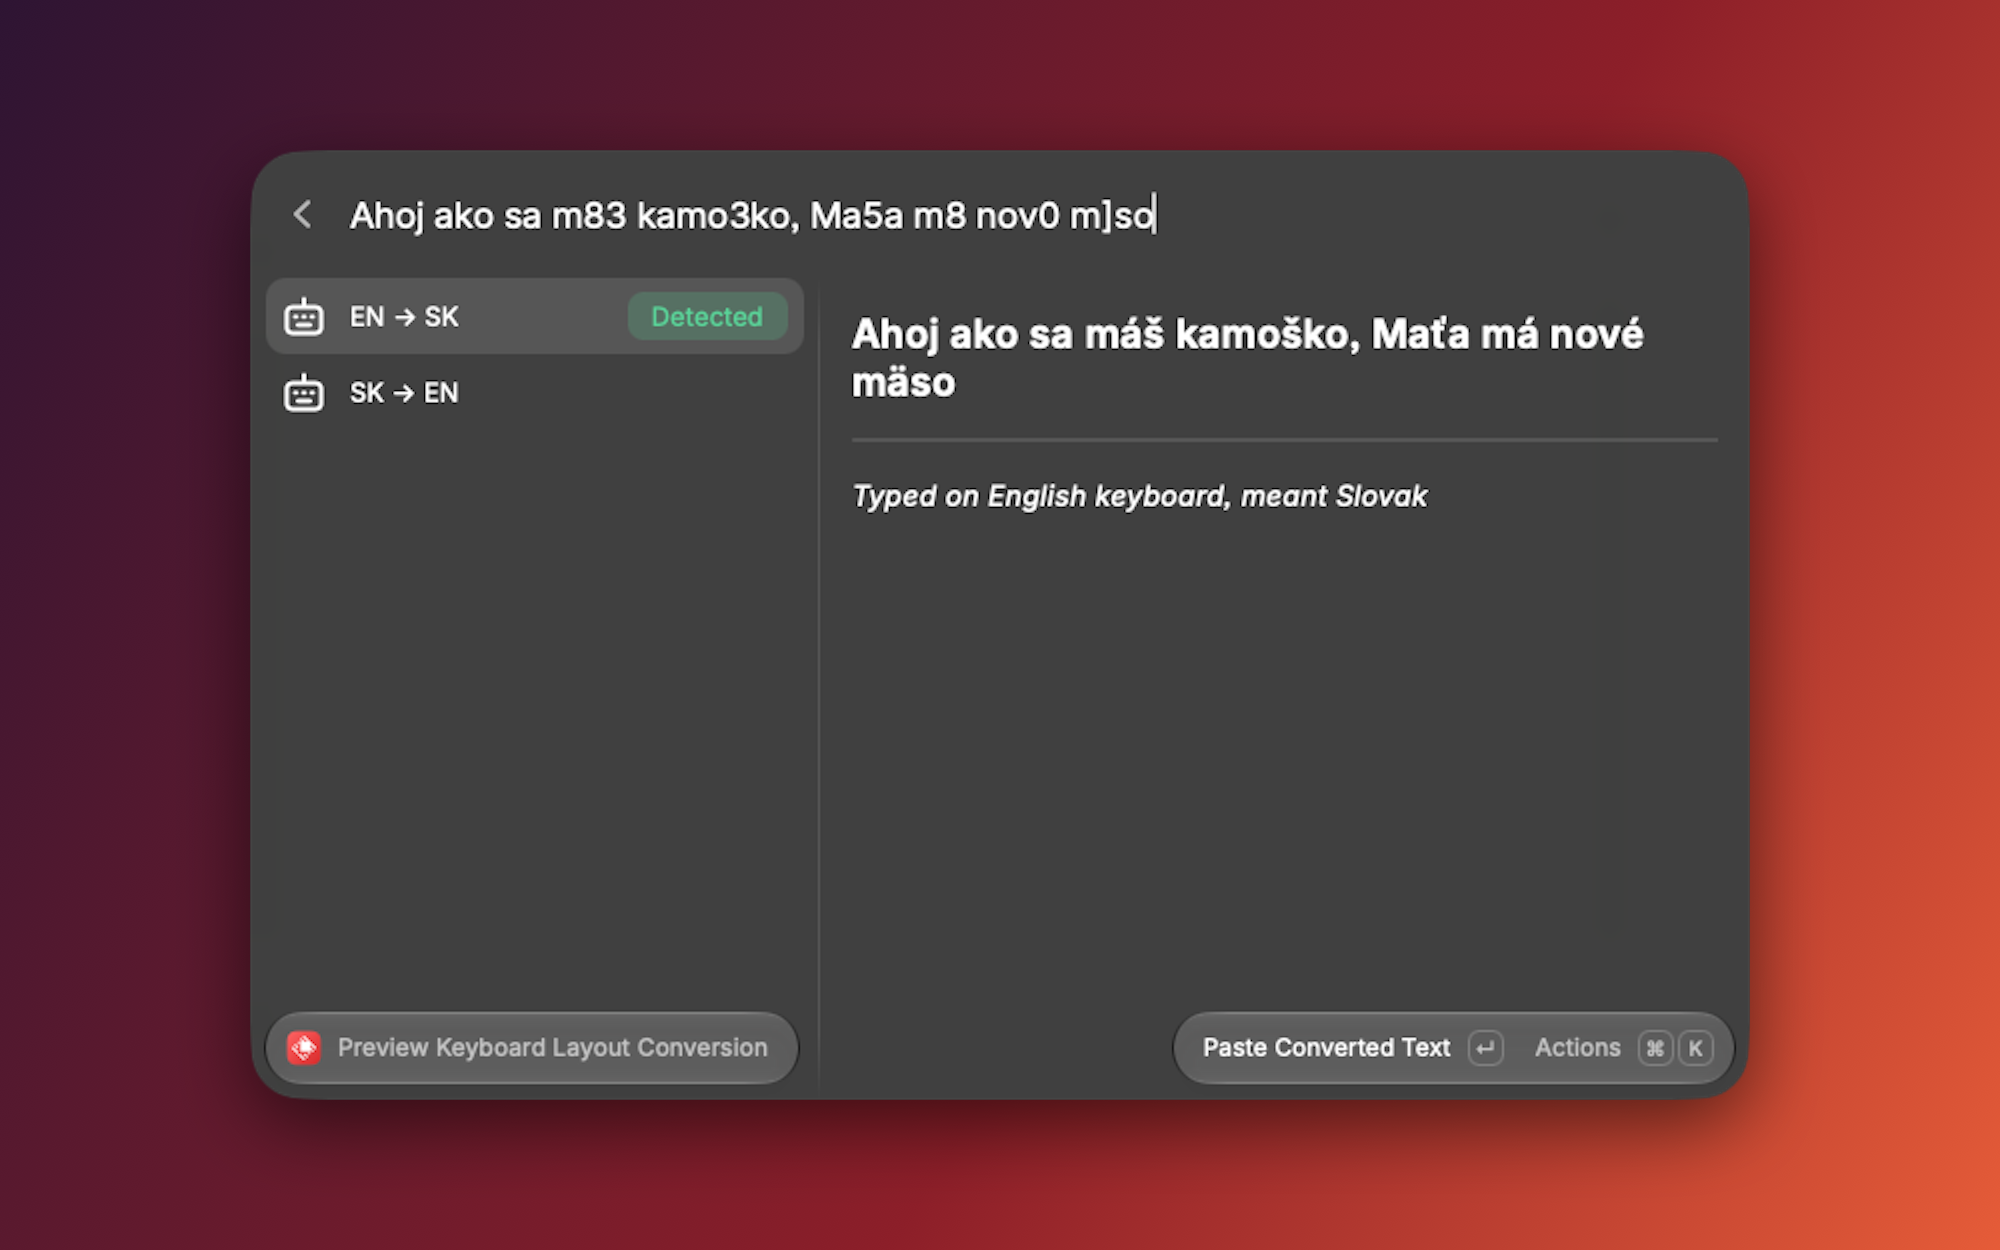 Ahoj ako sa m83 kamo3ko, Ma5a m8 nov0 m]so
EN → SK
Detected
SK → EN
Ahoj ako sa máš kamoško, Maťa má nové
mäso
Typed on English keyboard, meant Slovak
Preview Keyboard Layout Conversion
Paste Converted Text ↵ Actions ⌘ K